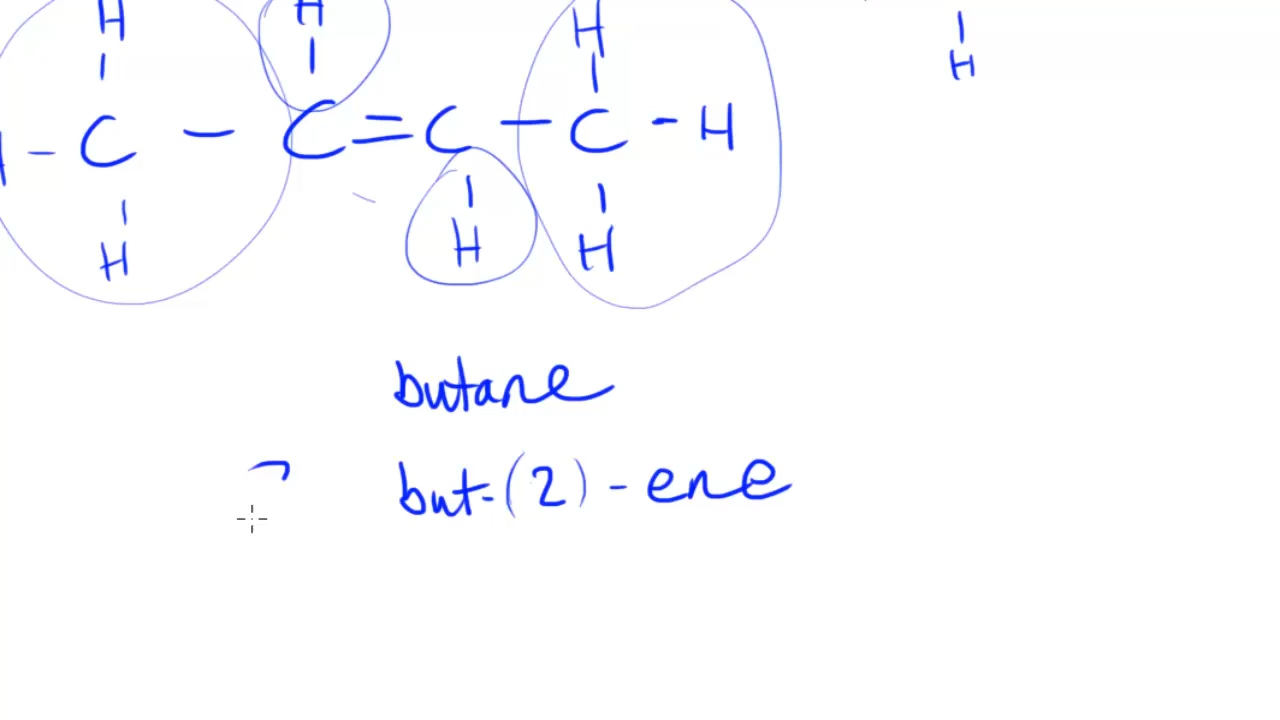 H H H
H
C - C = C - C - H
H H H
butane
but-(2)-ene